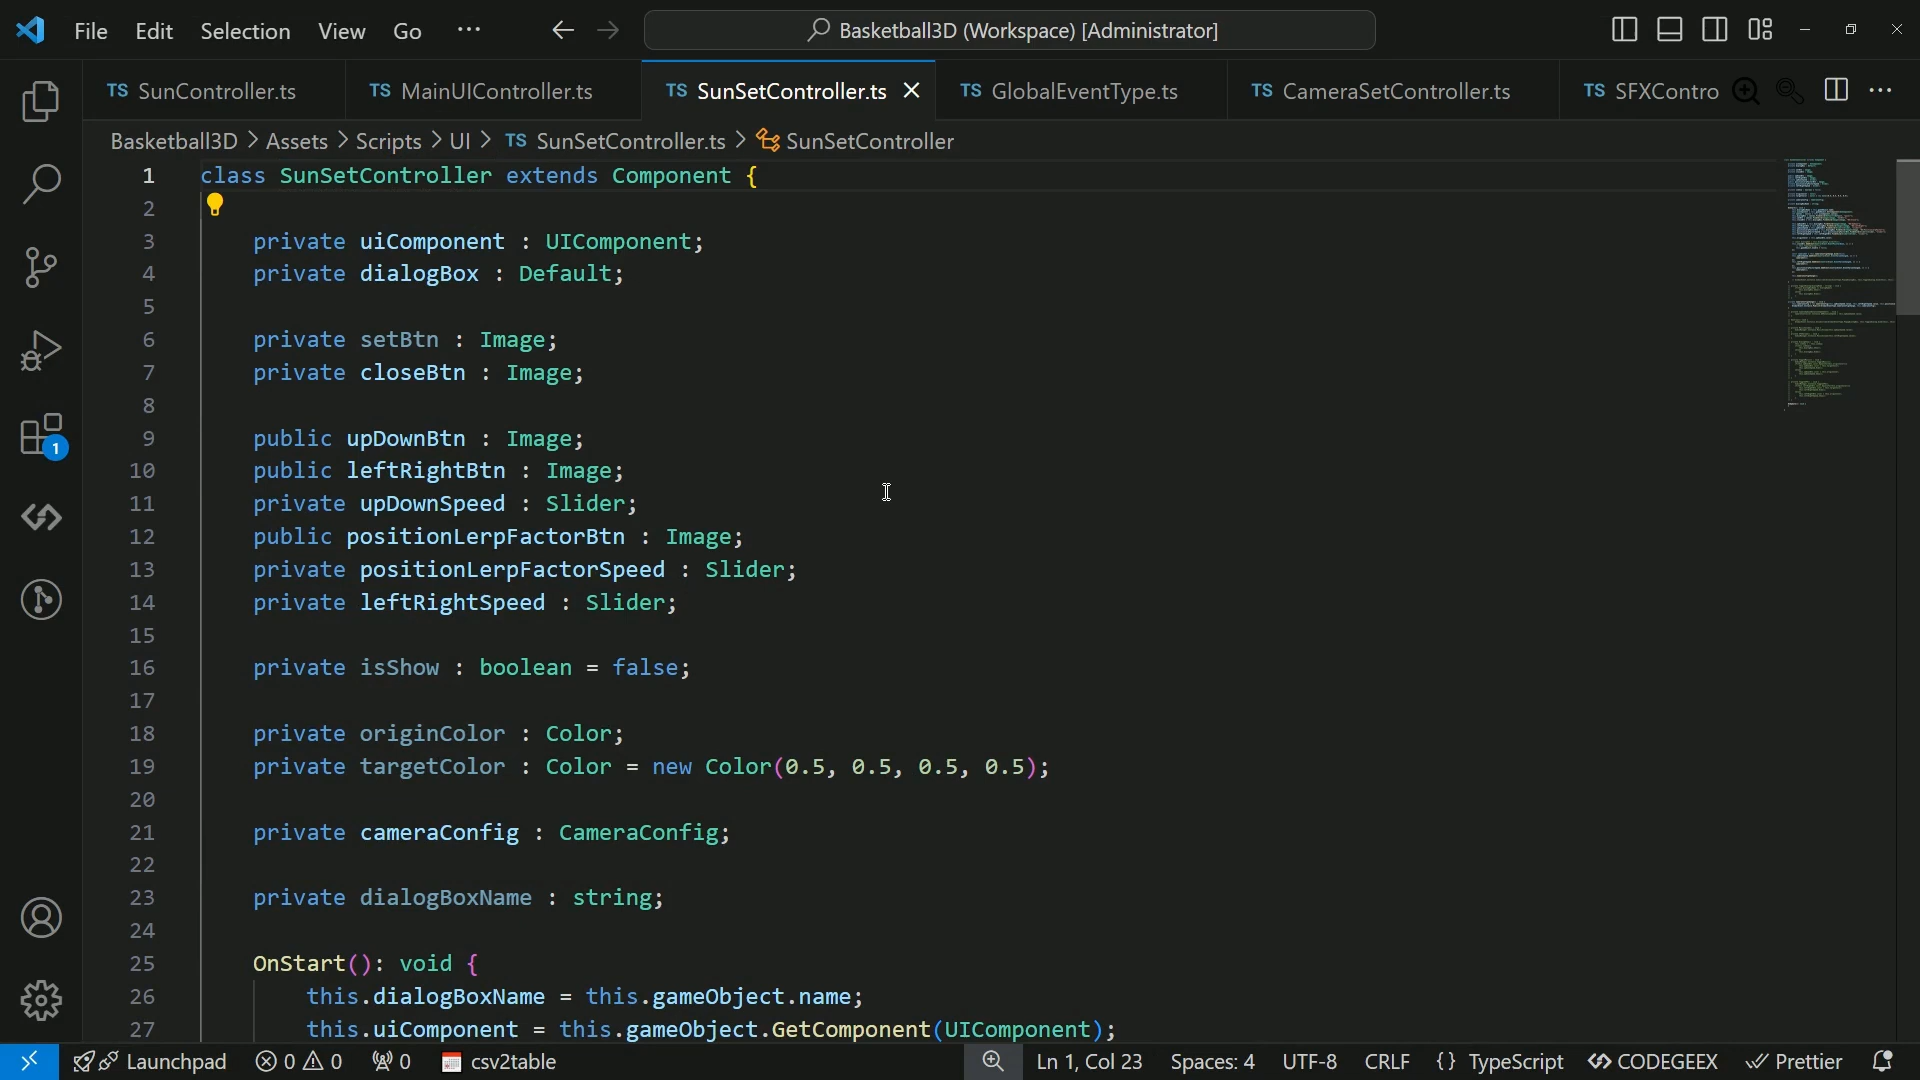 File Edit Selection View Go ··· Basketball3D (Workspace) [Administrator]
TS SunController.ts TS MainUIController.ts TS SunSetController.ts TS GlobalEventType.ts TS CameraSetController.ts TS SFXContro
Basketball3D > Assets > Scripts > UI > TS SunSetController.ts > SunSetController
1 class SunSetController extends Component {
2
3 private uiComponent : UIComponent;
4 private dialogBox : Default;
5
6 private setBtn : Image;
7 private closeBtn : Image;
8
9 public upDownBtn : Image;
10 public leftRightBtn : Image;
11 private upDownSpeed : Slider;
12 public positionLerpFactorBtn : Image;
13 private positionLerpFactorSpeed : Slider;
14 private leftRightSpeed : Slider;
15
16 private isShow : boolean = false;
17
18 private originColor : Color;
19 private targetColor : Color = new Color(0.5, 0.5, 0.5, 0.5);
20
21 private cameraConfig : CameraConfig;
22
23 private dialogBoxName : string;
24
25 OnStart(): void {
26 this.dialogBoxName = this.gameObject.name;
27 this.uiComponent = this.gameObject.GetComponent(UIComponent);
1
Launchpad 0 0 0 csv2table Ln 1, Col 23 Spaces: 4 UTF-8 CRLF {} TypeScript CODEGEEX Prettier